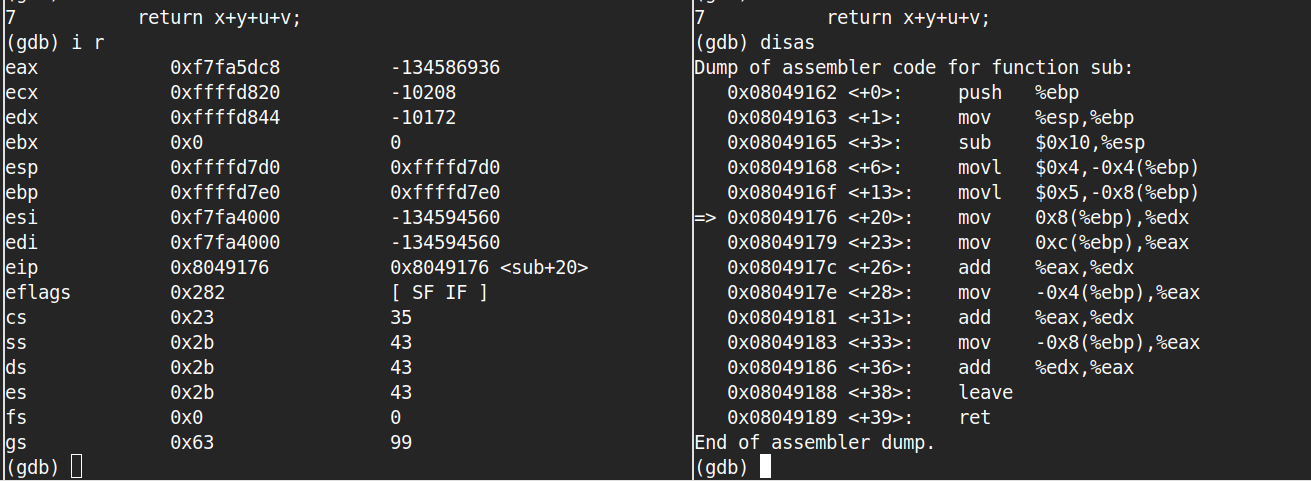 7          return x+y+u+v;
(gdb) i r
eax            0xf7fa5dc8          -134586936
ecx            0xffffd820          -10208
edx            0xffffd844          -10172
ebx            0x0                 0
esp            0xffffd7d0          0xffffd7d0
ebp            0xffffd7e0          0xffffd7e0
esi            0xf7fa4000          -134594560
edi            0xf7fa4000          -134594560
eip            0x8049176           0x8049176 <sub+20>
eflags         0x282               [ SF IF ]
cs             0x23                35
ss             0x2b                43
ds             0x2b                43
es             0x2b                43
fs             0x0                 0
gs             0x63                99
(gdb)
7          return x+y+u+v;
(gdb) disas
Dump of assembler code for function sub:
   0x08049162 <+0>:     push   %ebp
   0x08049163 <+1>:     mov    %esp,%ebp
   0x08049165 <+3>:     sub    $0x10,%esp
   0x08049168 <+6>:     movl   $0x4,-0x4(%ebp)
   0x0804916f <+13>:    movl   $0x5,-0x8(%ebp)
=> 0x08049176 <+20>:    mov    0x8(%ebp),%edx
   0x08049179 <+23>:    mov    0xc(%ebp),%eax
   0x0804917c <+26>:    add    %eax,%edx
   0x0804917e <+28>:    mov    -0x4(%ebp),%eax
   0x08049181 <+31>:    add    %eax,%edx
   0x08049183 <+33>:    mov    -0x8(%ebp),%eax
   0x08049186 <+36>:    add    %edx,%eax
   0x08049188 <+38>:    leave
   0x08049189 <+39>:    ret
End of assembler dump.
(gdb)